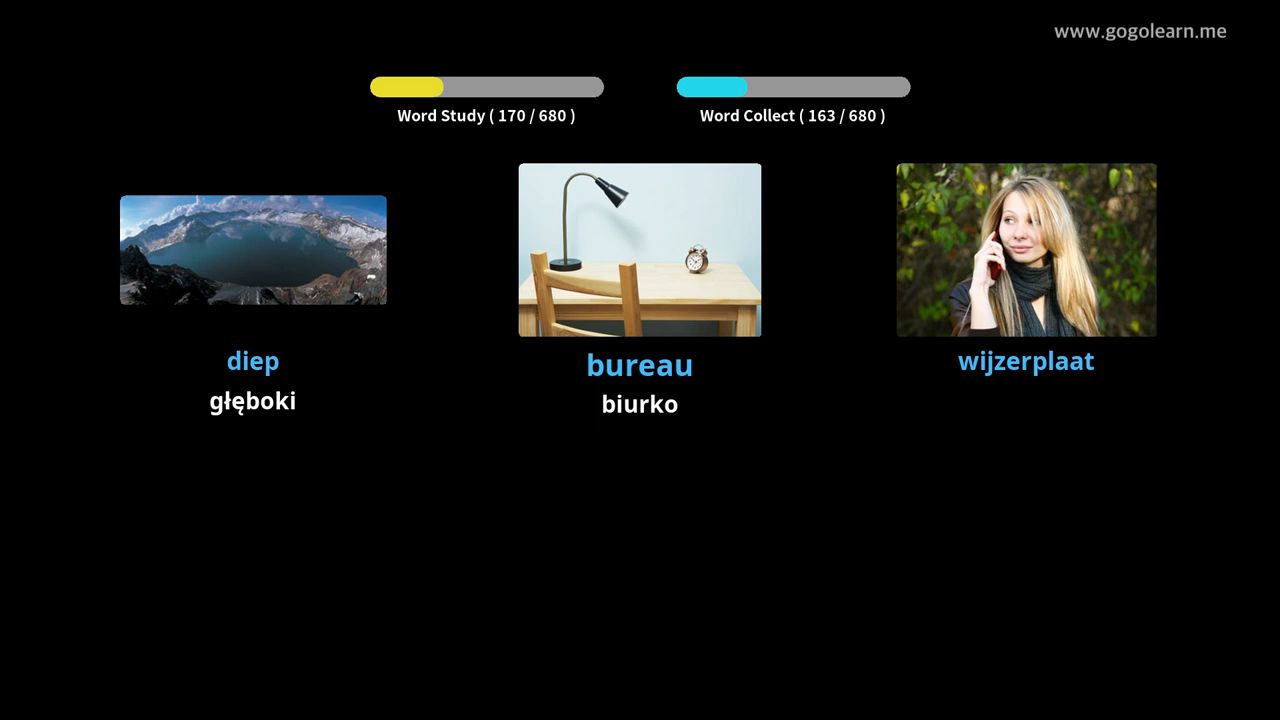 www.gogolearn.me
Word Study ( 170 / 680 )
Word Collect ( 163 / 680 )
diep
głęboki
bureau
biurko
wijzerplaat